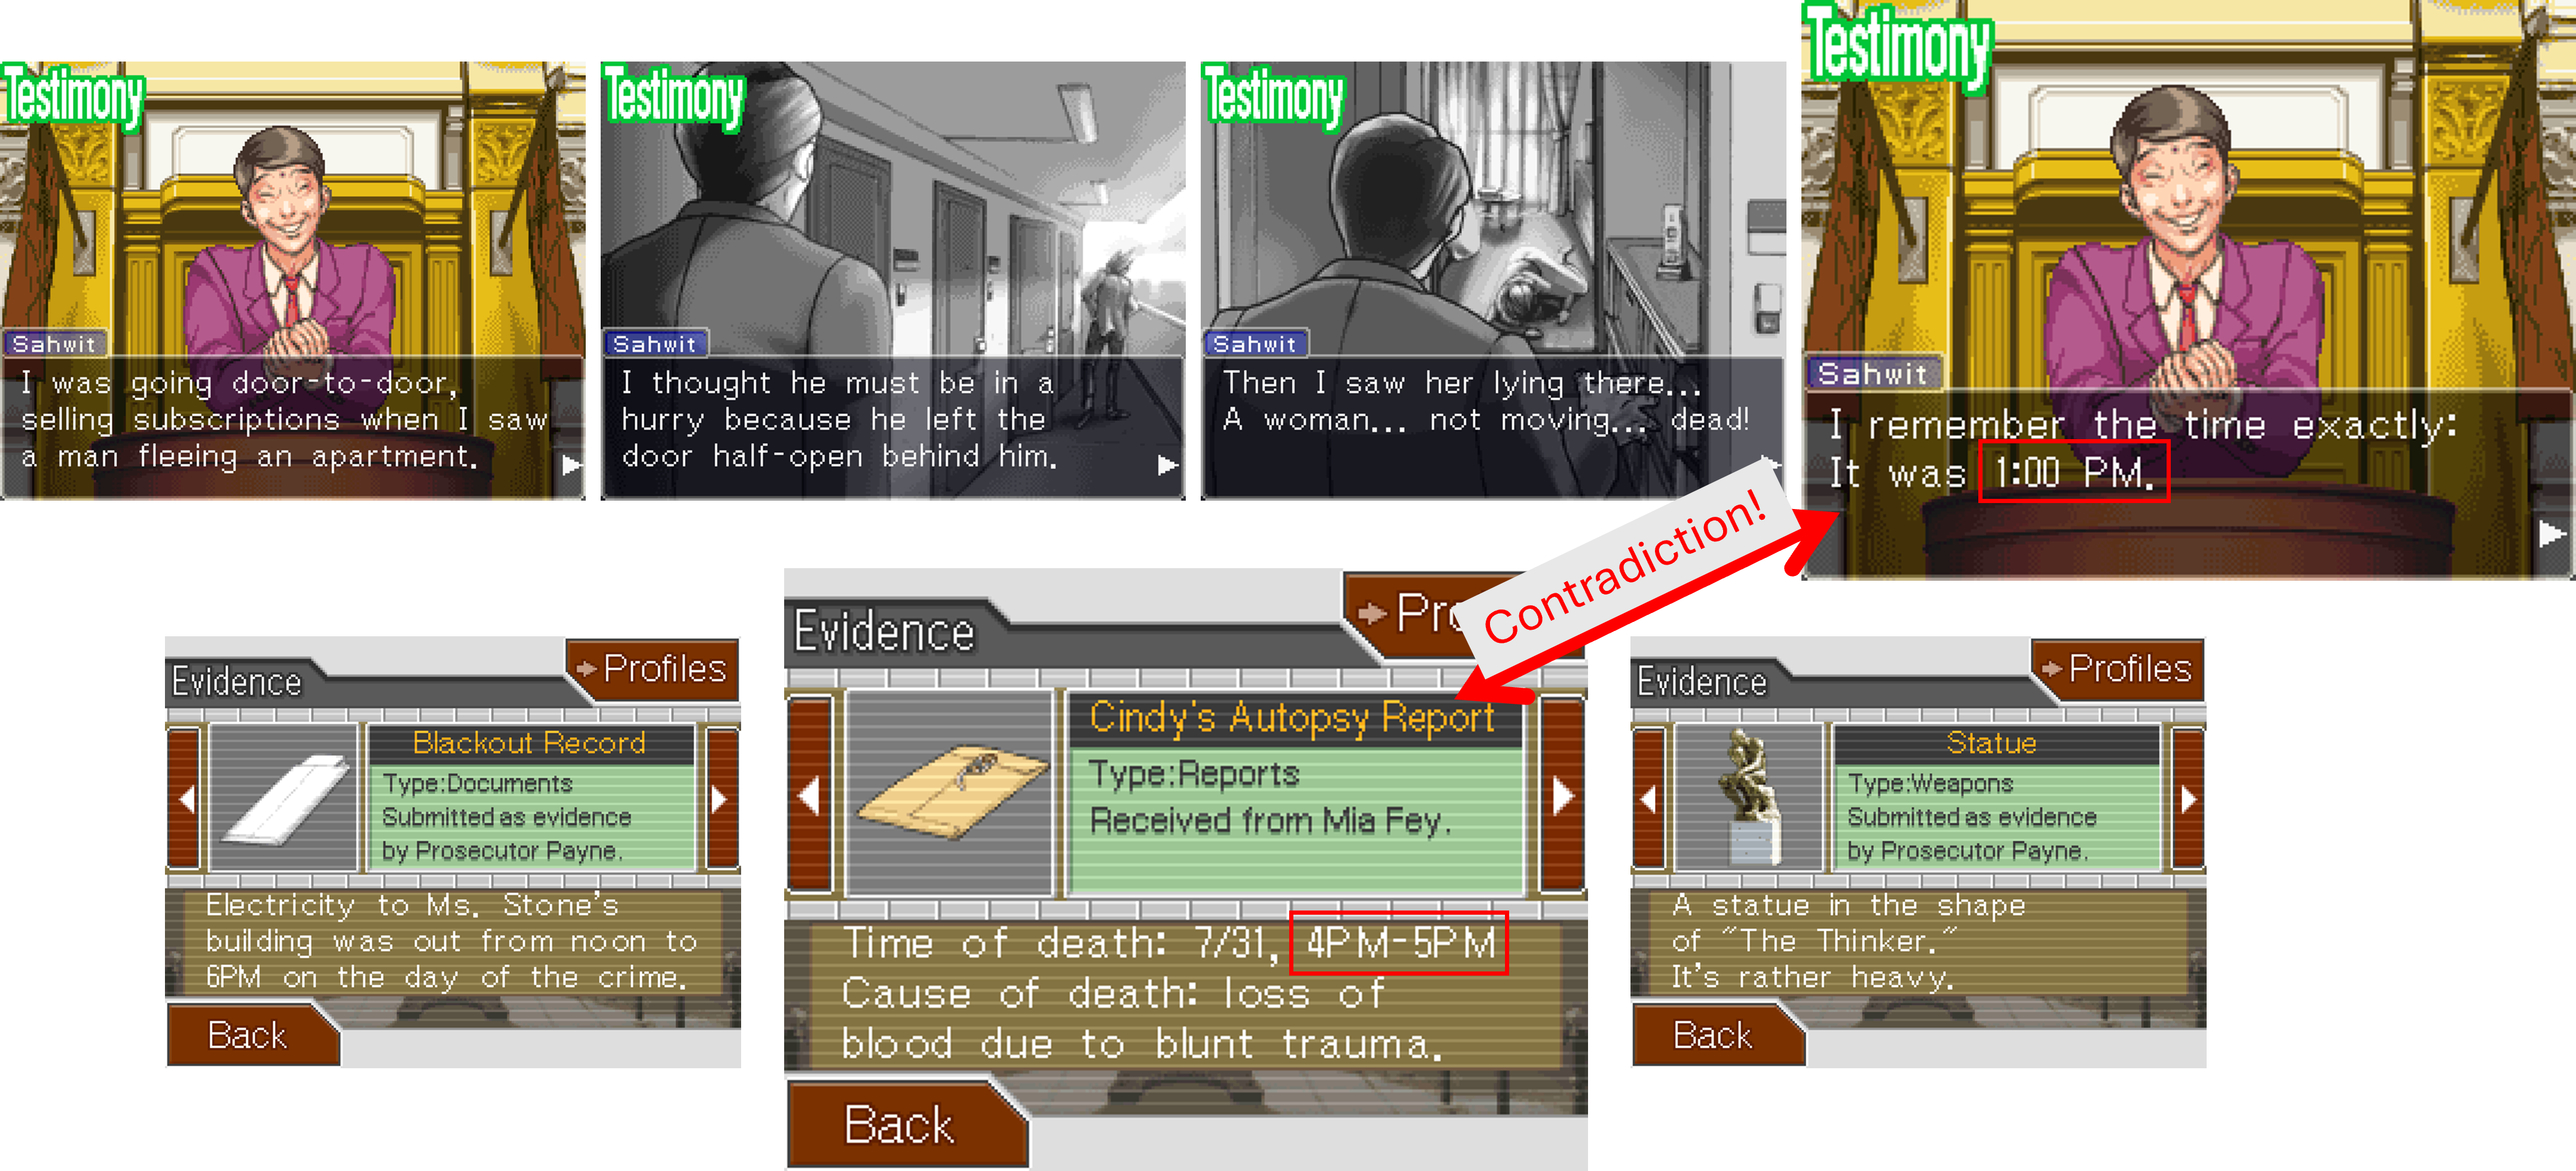 Testimony
Sahwit
I was going door-to-door,
selling subscriptions when I saw
a man fleeing an apartment.
Testimony
Sahwit
I thought he must be in a
hurry because he left the
door half-open behind him.
Testimony
Sahwit
Then I saw her lying there...
A woman... not moving... dead!
Testimony
Sahwit
I remember the time exactly:
It was 1:00 PM.
Contradiction!
Evidence
Profiles
Blackout Record
Type:Documents
Submitted as evidence
by Prosecutor Payne.
Electricity to Ms. Stone's
building was out from noon to
6PM on the day of the crime.
Back
Evidence
Pro
Cindy's Autopsy Report
Type:Reports
Received from Mia Fey.
Time of death: 7/31, 4PM-5PM
Cause of death: loss of
blood due to blunt trauma.
Back
Evidence
Profiles
Statue
Type:Weapons
Submitted as evidence
by Prosecutor Payne.
A statue in the shape
of "The Thinker."
It's rather heavy.
Back